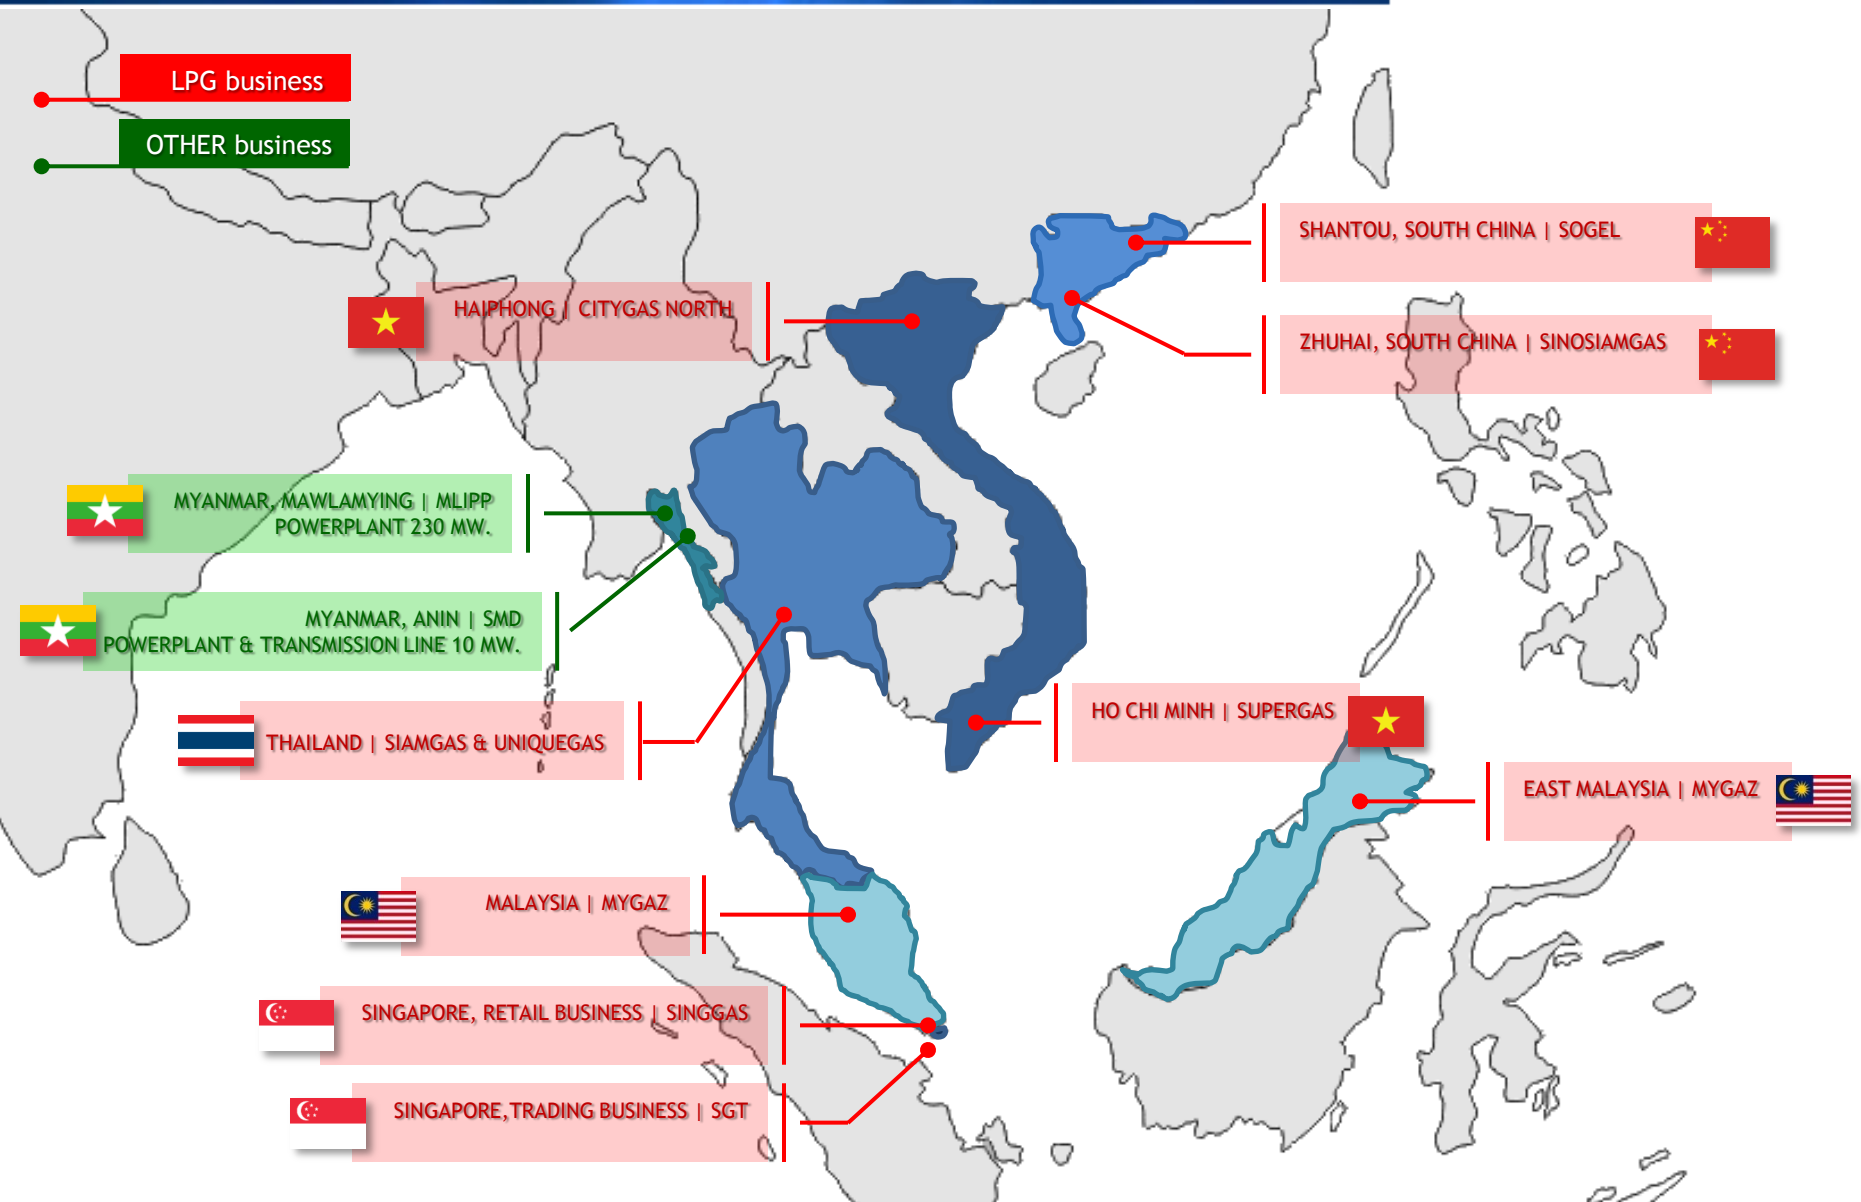 LPG business
OTHER business
SHANTOU, SOUTH CHINA | SOGEL
HAIPHONG | CITYGAS NORTH
ZHUHAI, SOUTH CHINA | SINOSIAMGAS
MYANMAR, MAWLAMYING | MLIPP
POWERPLANT 230 MW.
MYANMAR, ANIN | SMD
POWERPLANT & TRANSMISSION LINE 10 MW.
HO CHI MINH | SUPERGAS
THAILAND | SIAMGAS & UNIQUEGAS
EAST MALAYSIA | MYGAZ
MALAYSIA | MYGAZ
SINGAPORE, RETAIL BUSINESS | SINGGAS
SINGAPORE,TRADING BUSINESS | SGT